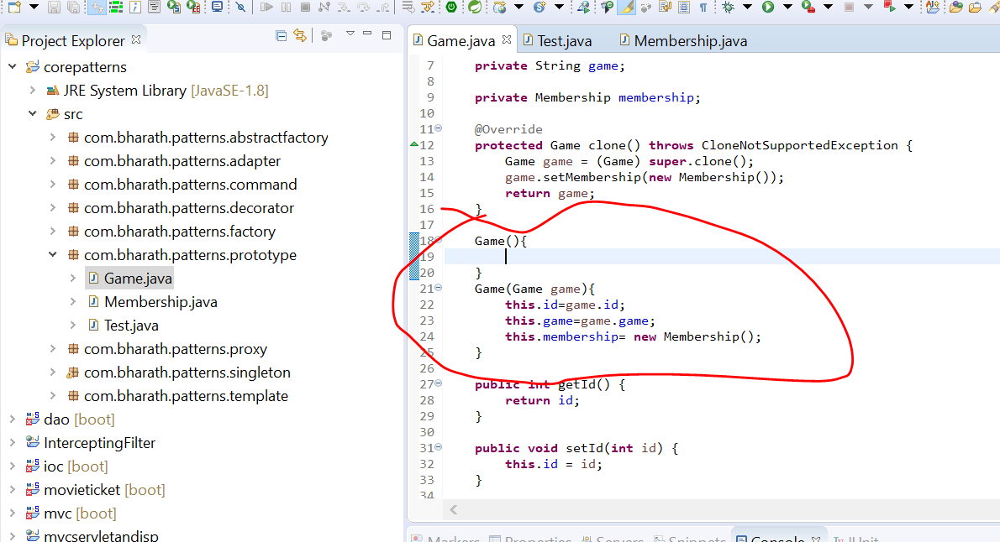 Project Explorer
corepatterns
JRE System Library [JavaSE-1.8]
src
com.bharath.patterns.abstractfactory
com.bharath.patterns.adapter
com.bharath.patterns.command
com.bharath.patterns.decorator
com.bharath.patterns.factory
com.bharath.patterns.prototype
Game.java
Membership.java
Test.java
com.bharath.patterns.proxy
com.bharath.patterns.singleton
com.bharath.patterns.template
dao [boot]
InterceptingFilter
ioc [boot]
movieticket [boot]
mvc [boot]
mvcservletandisp
Game.java Test.java Membership.java
7 private String game;
8
9 private Membership membership;
10
11 @Override
12 protected Game clone() throws CloneNotSupportedException {
13 Game game = (Game) super.clone();
14 game.setMembership(new Membership());
15 return game;
16 }
17
18 Game(){
19
20 }
21 Game(Game game){
22 this.id=game.id;
23 this.game=game.game;
24 this.membership= new Membership();
25 }
26
27 public int getId() {
28 return id;
29 }
30
31 public void setId(int id) {
32 this.id = id;
33 }
34
Markers Properties Servers Snippets Console JUnit